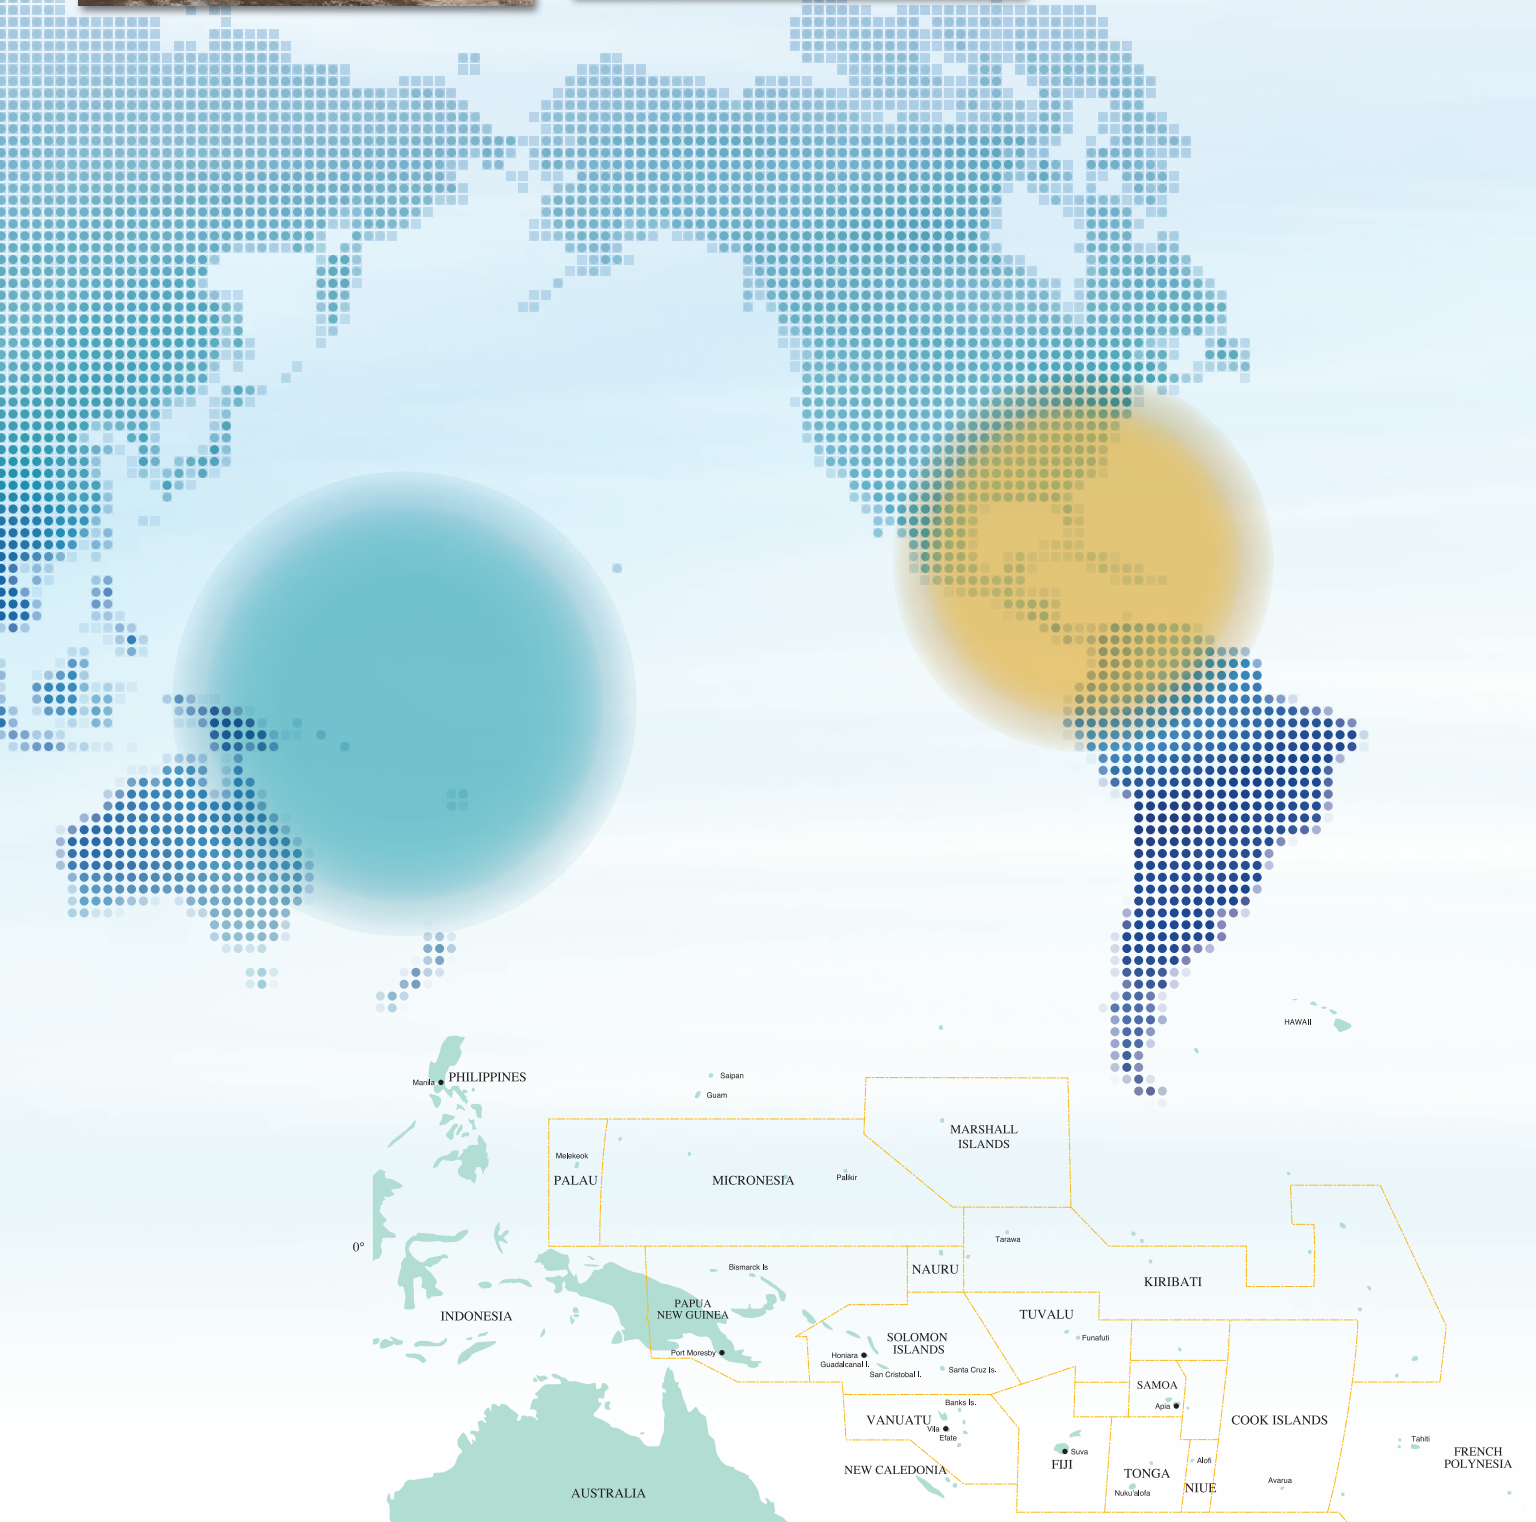 HAWAII
Manila
PHILIPPINES
Saipan
Guam
MARSHALL
ISLANDS
Melekeok
PALAU
MICRONESIA
Palikir
0°
Tarawa
Bismarck Is
NAURU
KIRIBATI
INDONESIA
PAPUA
NEW GUINEA
TUVALU
Funafuti
SOLOMON
ISLANDS
Port Moresby
Honiara
Guadalcanal I.
San Cristobal I.
Santa Cruz Is.
SAMOA
Apia
Banks Is.
VANUATU
Vila
Efate
COOK ISLANDS
Tahiti
FRENCH
POLYNESIA
Suva
FIJI
NEW CALEDONIA
TONGA
Nuku'alofa
Alofi
NIUE
Avarua
AUSTRALIA